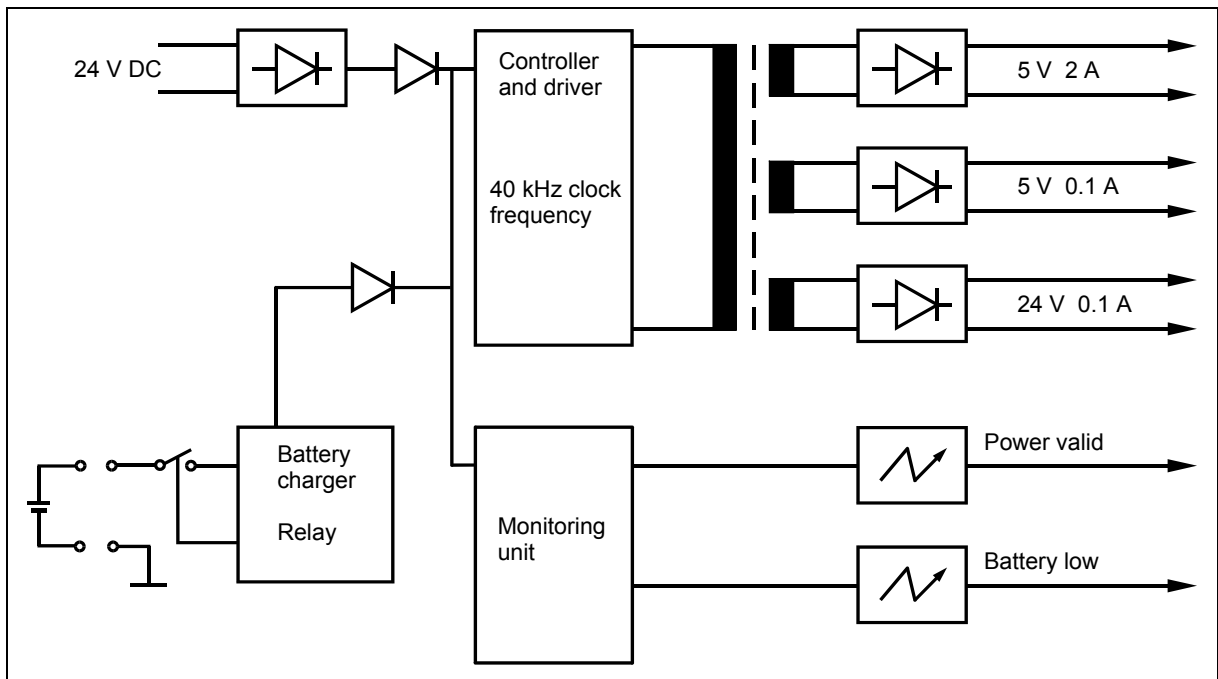 24 V DC
Controller
and driver
40 kHz clock
frequency
5 V 2 A
5 V 0.1 A
24 V 0.1 A
Battery
charger
Relay
Monitoring
unit
Power valid
Battery low